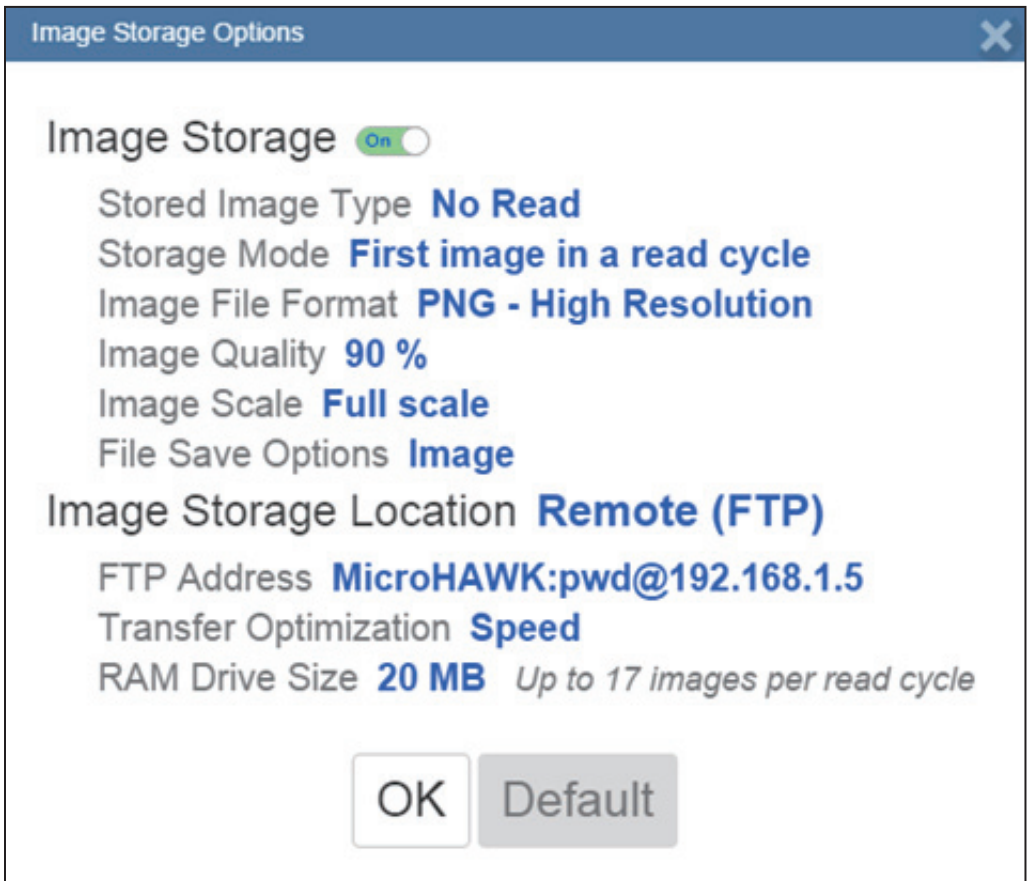 Image Storage Options
Image Storage On
Stored Image Type No Read
Storage Mode First image in a read cycle
Image File Format PNG - High Resolution
Image Quality 90 %
Image Scale Full scale
File Save Options Image
Image Storage Location Remote (FTP)
FTP Address MicroHAWK:pwd@192.168.1.5
Transfer Optimization Speed
RAM Drive Size 20 MB Up to 17 images per read cycle
OK Default